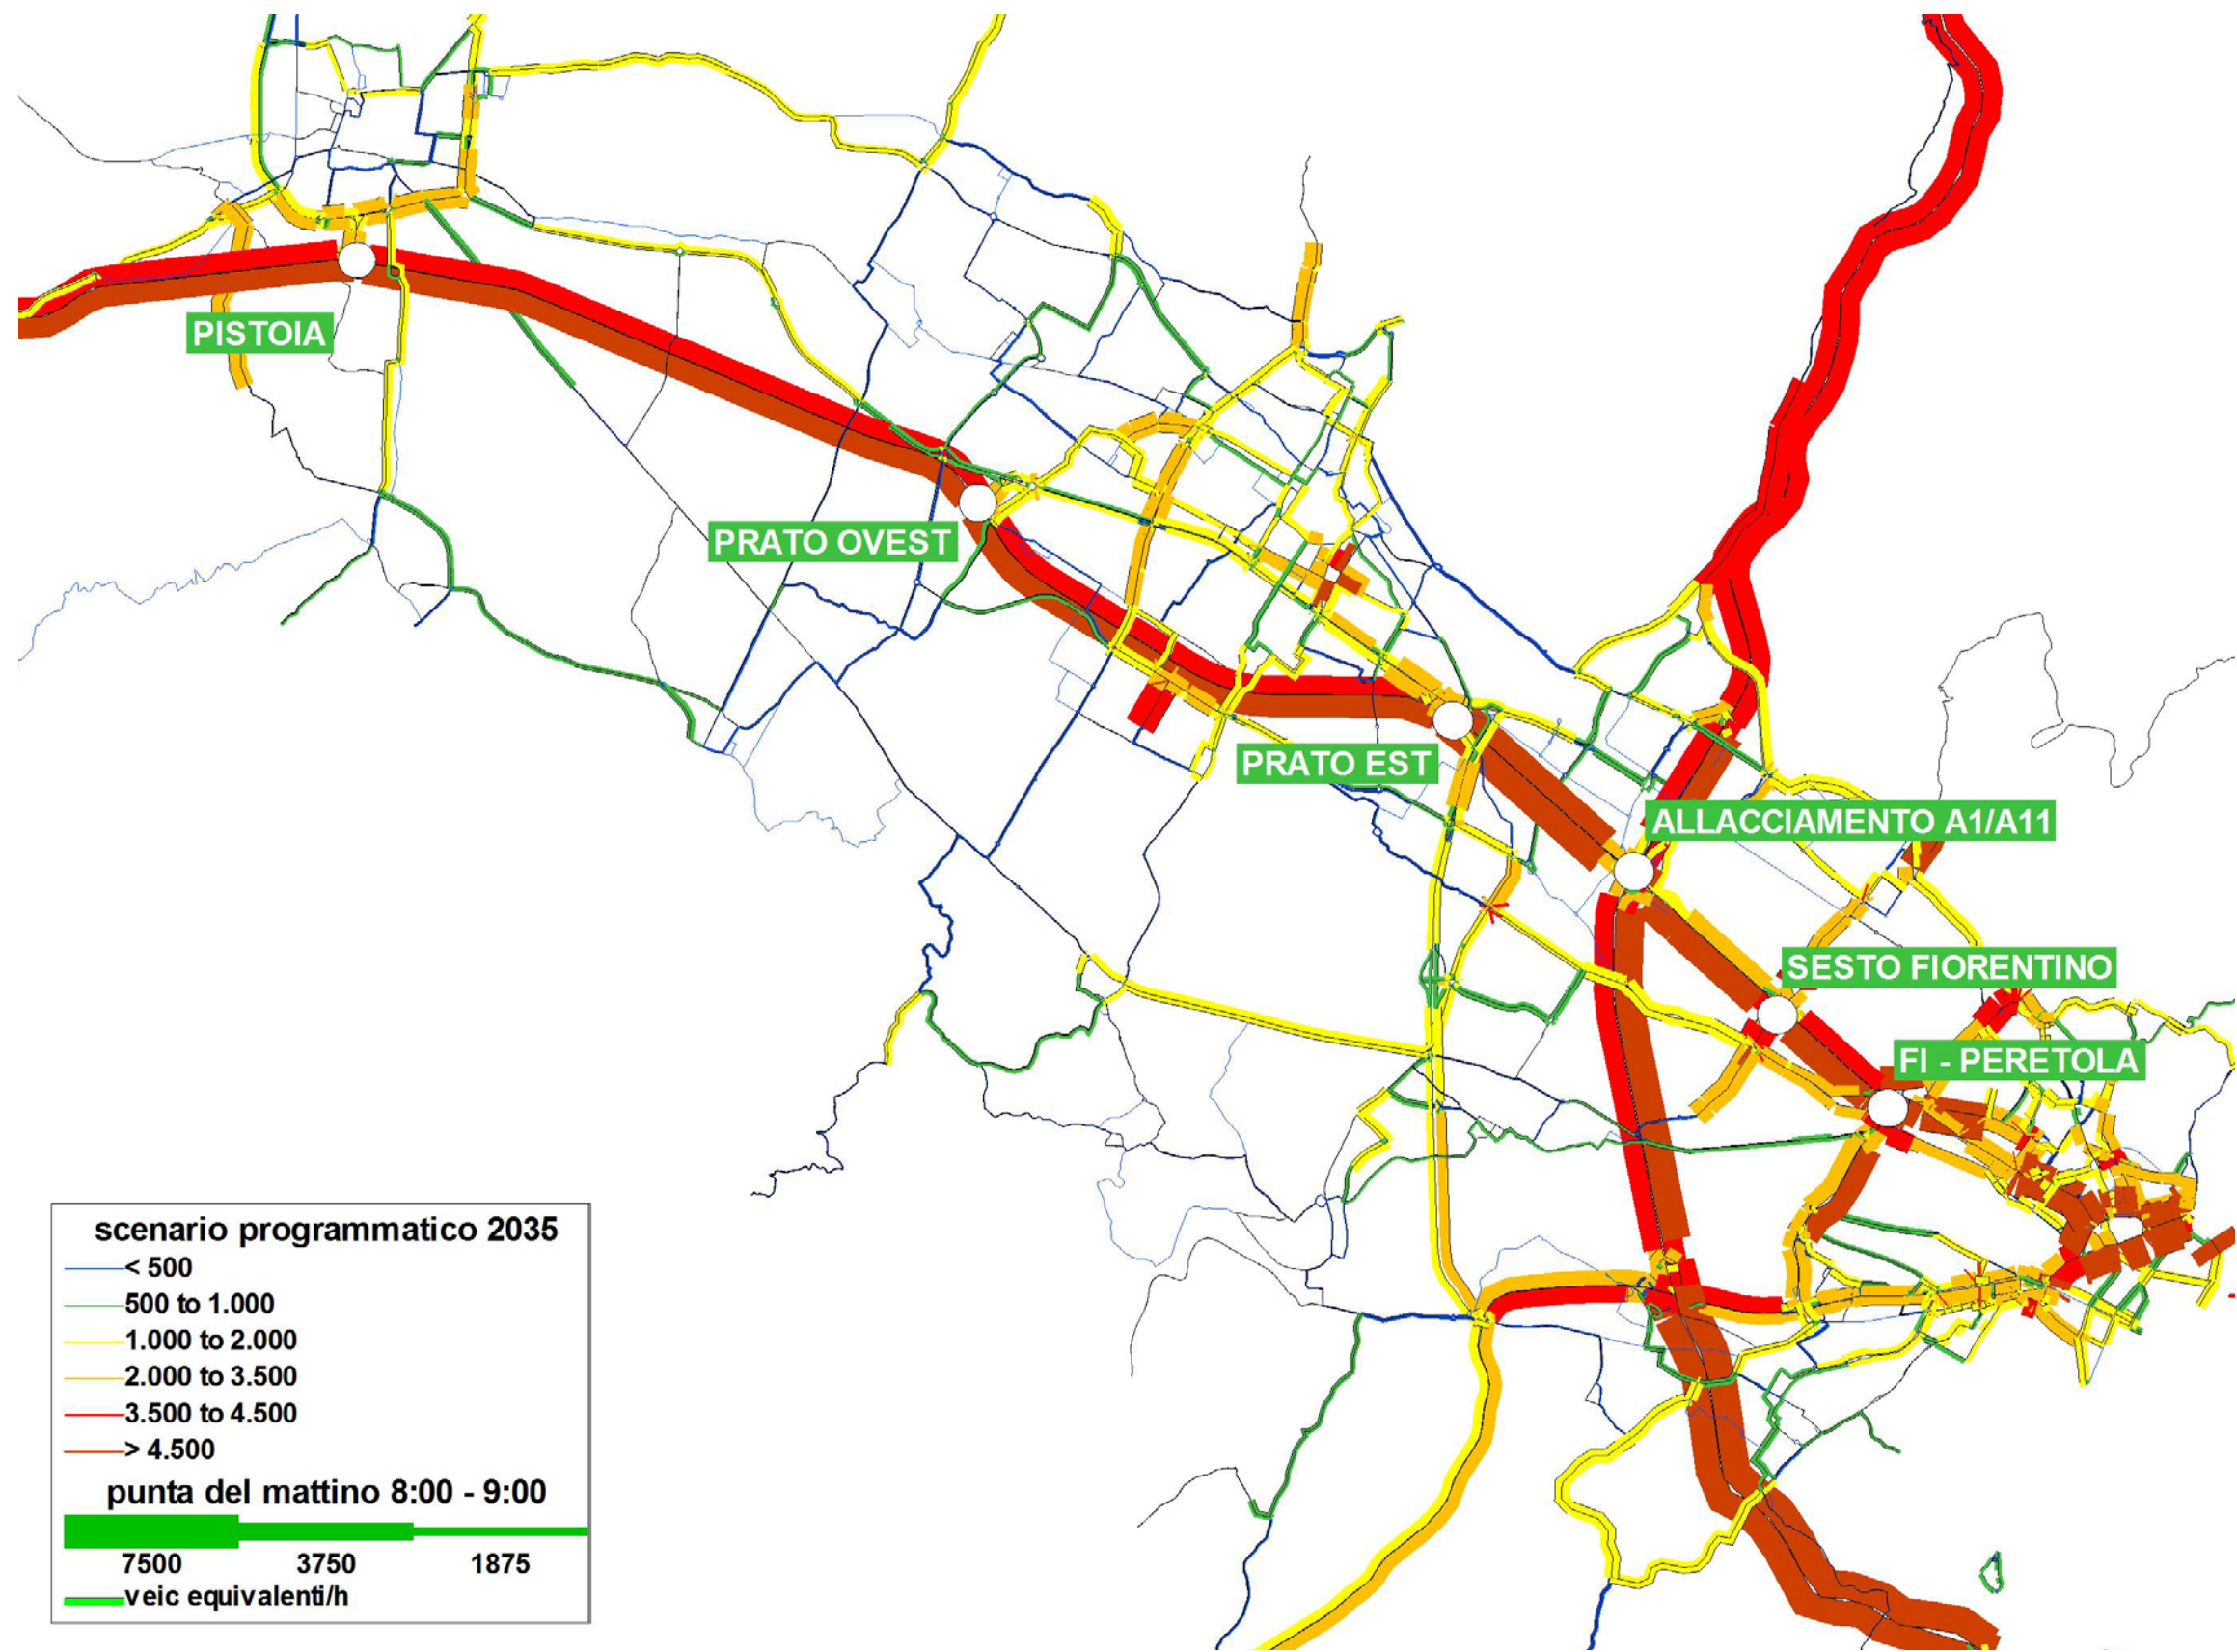 PISTOIA
PRATO OVEST
PRATO EST
ALLACCIAMENTO A1/A11
SESTO FIORENTINO
FI - PERETOLA
scenario programmatico 2035
< 500
500 to 1.000
1.000 to 2.000
2.000 to 3.500
3.500 to 4.500
> 4.500
punta del mattino 8:00 - 9:00
7500 3750 1875
veic equivalenti/h